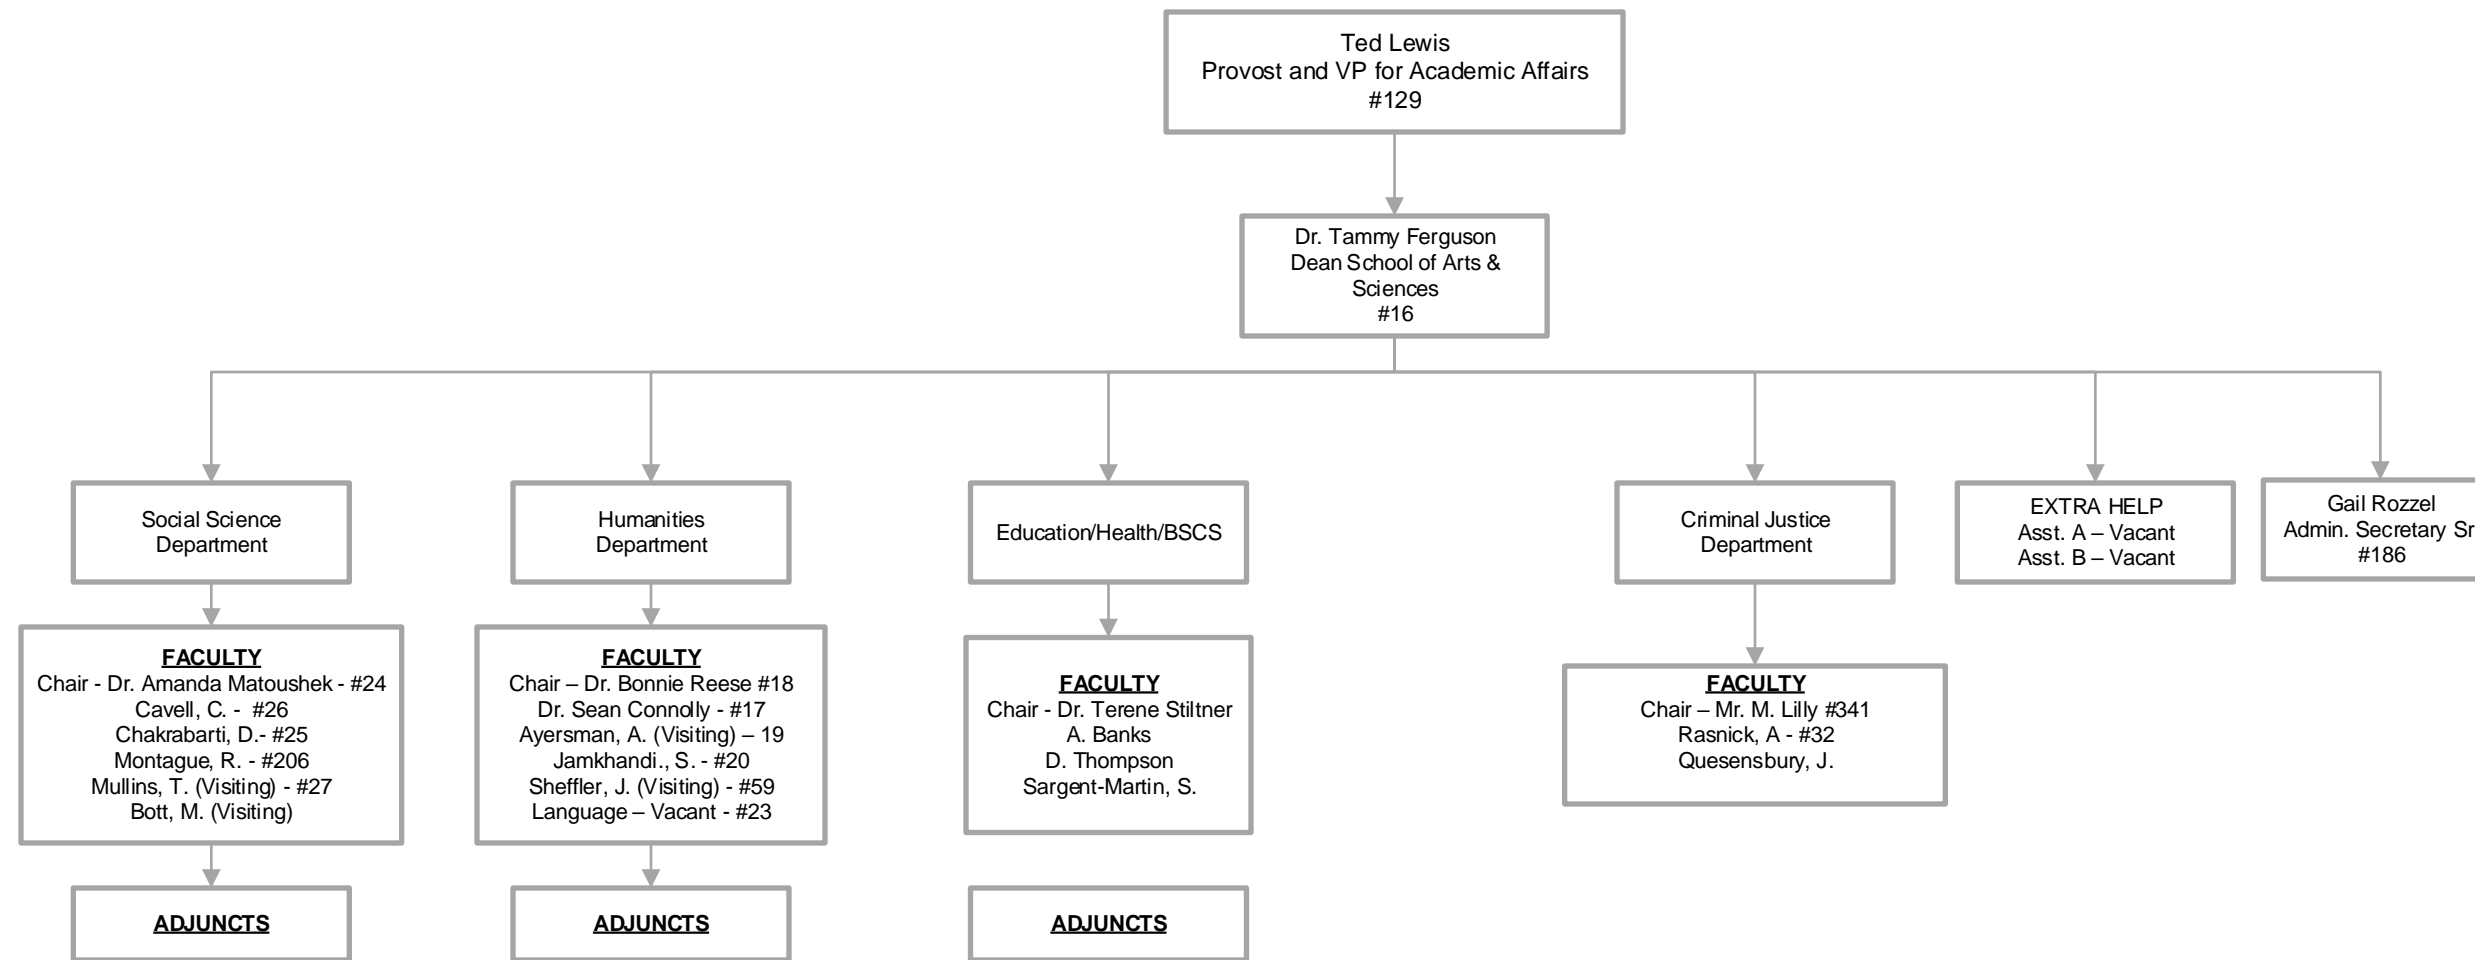 Ted Lewis
Provost and VP for Academic Affairs
#129
Dr. Tammy Ferguson
Dean School of Arts &
Sciences
#16
Social Science
Department
Humanities
Department
Education/Health/BSCS
Criminal Justice
Department
EXTRA HELP
Asst. A – Vacant
Asst. B – Vacant
Gail Rozzel
Admin. Secretary Sr
#186
FACULTY
Chair - Dr. Amanda Matoushek - #24
Cavell, C. - #26
Chakrabarti, D.- #25
Montague, R. - #206
Mullins, T. (Visiting) - #27
Bott, M. (Visiting)
FACULTY
Chair – Dr. Bonnie Reese #18
Dr. Sean Connolly - #17
Ayersman, A. (Visiting) – 19
Jamkhandi., S. - #20
Sheffler, J. (Visiting) - #59
Language – Vacant - #23
FACULTY
Chair - Dr. Terene Stiltner
A. Banks
D. Thompson
Sargent-Martin, S.
FACULTY
Chair – Mr. M. Lilly #341
Rasnick, A - #32
Quesensbury, J.
ADJUNCTS
ADJUNCTS
ADJUNCTS